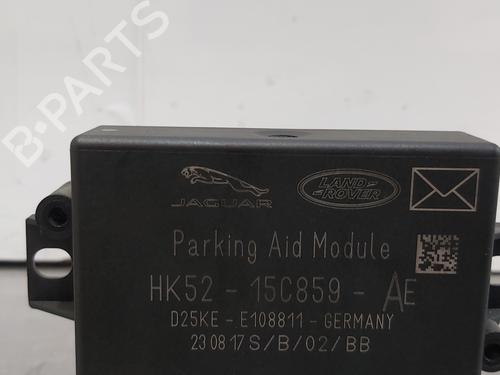 B-PARTS
JAGUAR
LAND ROVER
Parking Aid Module
HK52 - 15C859 - AE
D25KE - E108811 - GERMANY
23 08 17 S/B/02/BB